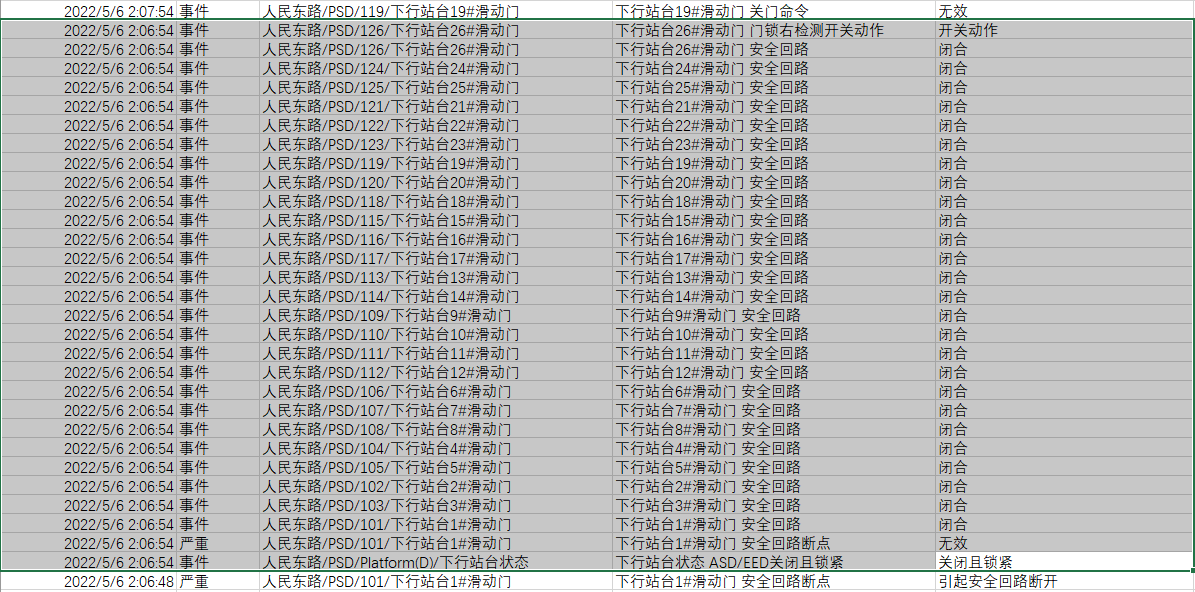 2022/5/6 2:07:54 事件 人民东路/PSD/119/下行站台19#滑动门 下行站台19#滑动门 关门命令 无效
2022/5/6 2:06:54 事件 人民东路/PSD/126/下行站台26#滑动门 下行站台26#滑动门 门锁右检测开关动作 开关动作
2022/5/6 2:06:54 事件 人民东路/PSD/126/下行站台26#滑动门 下行站台26#滑动门 安全回路 闭合
2022/5/6 2:06:54 事件 人民东路/PSD/124/下行站台24#滑动门 下行站台24#滑动门 安全回路 闭合
2022/5/6 2:06:54 事件 人民东路/PSD/125/下行站台25#滑动门 下行站台25#滑动门 安全回路 闭合
2022/5/6 2:06:54 事件 人民东路/PSD/121/下行站台21#滑动门 下行站台21#滑动门 安全回路 闭合
2022/5/6 2:06:54 事件 人民东路/PSD/122/下行站台22#滑动门 下行站台22#滑动门 安全回路 闭合
2022/5/6 2:06:54 事件 人民东路/PSD/123/下行站台23#滑动门 下行站台23#滑动门 安全回路 闭合
2022/5/6 2:06:54 事件 人民东路/PSD/119/下行站台19#滑动门 下行站台19#滑动门 安全回路 闭合
2022/5/6 2:06:54 事件 人民东路/PSD/120/下行站台20#滑动门 下行站台20#滑动门 安全回路 闭合
2022/5/6 2:06:54 事件 人民东路/PSD/118/下行站台18#滑动门 下行站台18#滑动门 安全回路 闭合
2022/5/6 2:06:54 事件 人民东路/PSD/115/下行站台15#滑动门 下行站台15#滑动门 安全回路 闭合
2022/5/6 2:06:54 事件 人民东路/PSD/116/下行站台16#滑动门 下行站台16#滑动门 安全回路 闭合
2022/5/6 2:06:54 事件 人民东路/PSD/117/下行站台17#滑动门 下行站台17#滑动门 安全回路 闭合
2022/5/6 2:06:54 事件 人民东路/PSD/113/下行站台13#滑动门 下行站台13#滑动门 安全回路 闭合
2022/5/6 2:06:54 事件 人民东路/PSD/114/下行站台14#滑动门 下行站台14#滑动门 安全回路 闭合
2022/5/6 2:06:54 事件 人民东路/PSD/109/下行站台9#滑动门 下行站台9#滑动门 安全回路 闭合
2022/5/6 2:06:54 事件 人民东路/PSD/110/下行站台10#滑动门 下行站台10#滑动门 安全回路 闭合
2022/5/6 2:06:54 事件 人民东路/PSD/111/下行站台11#滑动门 下行站台11#滑动门 安全回路 闭合
2022/5/6 2:06:54 事件 人民东路/PSD/112/下行站台12#滑动门 下行站台12#滑动门 安全回路 闭合
2022/5/6 2:06:54 事件 人民东路/PSD/106/下行站台6#滑动门 下行站台6#滑动门 安全回路 闭合
2022/5/6 2:06:54 事件 人民东路/PSD/107/下行站台7#滑动门 下行站台7#滑动门 安全回路 闭合
2022/5/6 2:06:54 事件 人民东路/PSD/108/下行站台8#滑动门 下行站台8#滑动门 安全回路 闭合
2022/5/6 2:06:54 事件 人民东路/PSD/104/下行站台4#滑动门 下行站台4#滑动门 安全回路 闭合
2022/5/6 2:06:54 事件 人民东路/PSD/105/下行站台5#滑动门 下行站台5#滑动门 安全回路 闭合
2022/5/6 2:06:54 事件 人民东路/PSD/102/下行站台2#滑动门 下行站台2#滑动门 安全回路 闭合
2022/5/6 2:06:54 事件 人民东路/PSD/103/下行站台3#滑动门 下行站台3#滑动门 安全回路 闭合
2022/5/6 2:06:54 事件 人民东路/PSD/101/下行站台1#滑动门 下行站台1#滑动门 安全回路 闭合
2022/5/6 2:06:54 严重 人民东路/PSD/101/下行站台1#滑动门 下行站台1#滑动门 安全回路断点 无效
2022/5/6 2:06:54 事件 人民东路/PSD/Platform(D)/下行站台状态 下行站台状态 ASD/EED关闭且锁紧 关闭且锁紧
2022/5/6 2:06:48 严重 人民东路/PSD/101/下行站台1#滑动门 下行站台1#滑动门 安全回路断点 引起安全回路断开